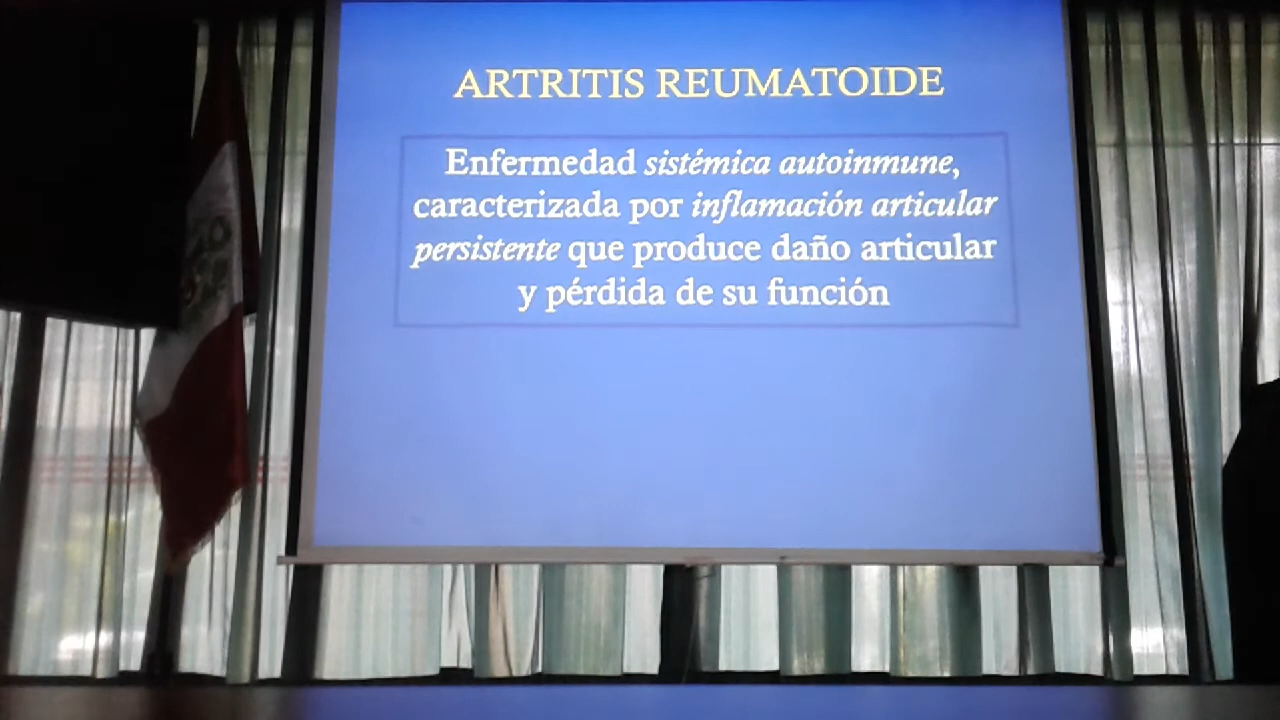 ARTRITIS REUMATOIDE
Enfermedad sistémica autoinmune,
caracterizada por inflamación articular
persistente que produce daño articular
y pérdida de su función